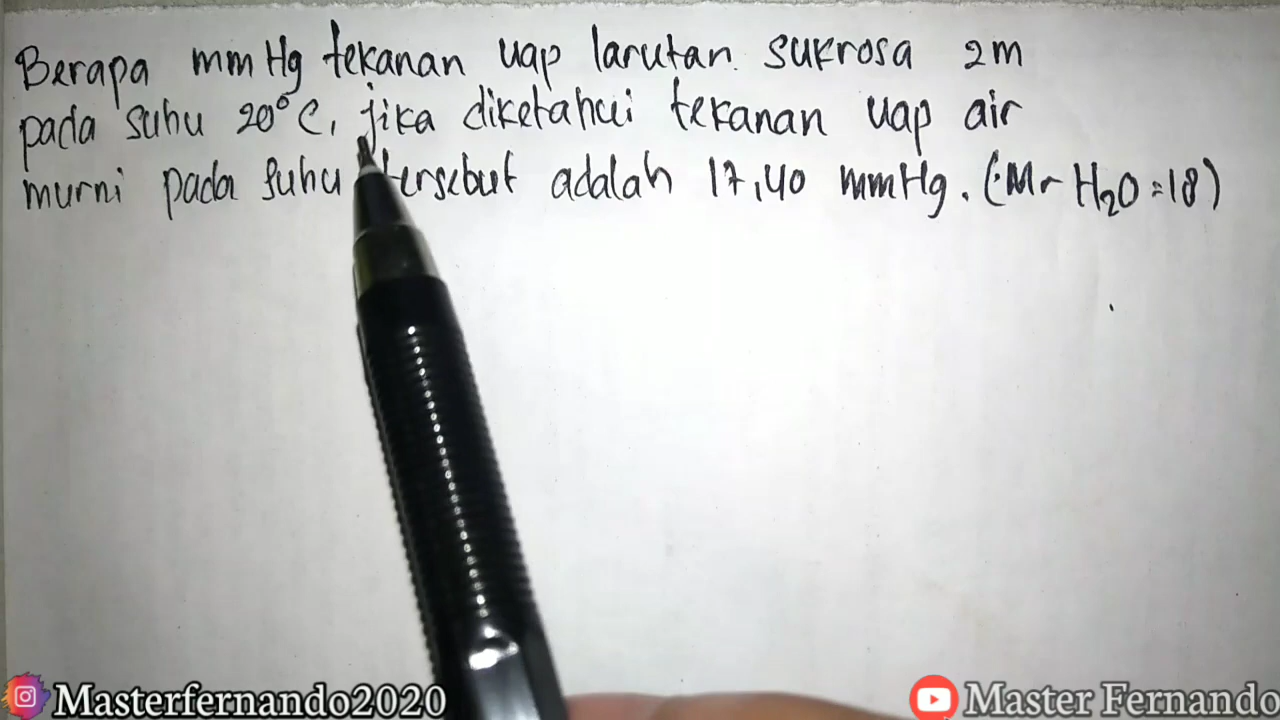 Berapa mmHg tekanan uap larutan sukrosa 2m
pada suhu 20°C, jika diketahui tekanan uap air
murni pada suhu tersebut adalah 17,40 mmHg. (Mr H₂O=18)
Masterfernando2020
Master Fernando